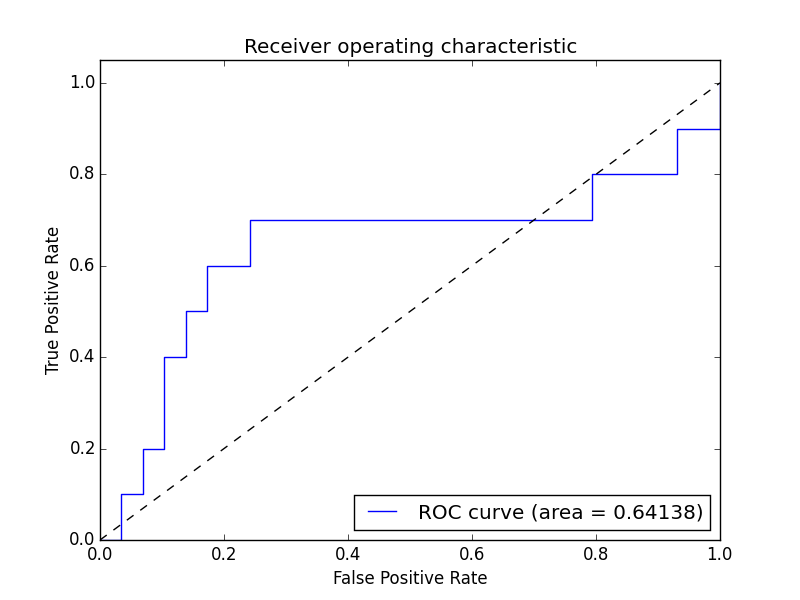 Receiver operating characteristic
True Positive Rate
1.0
0.8
0.6
0.4
0.2
0.0
ROC curve (area = 0.64138)
0.0 0.2 0.4 0.6 0.8 1.0
False Positive Rate